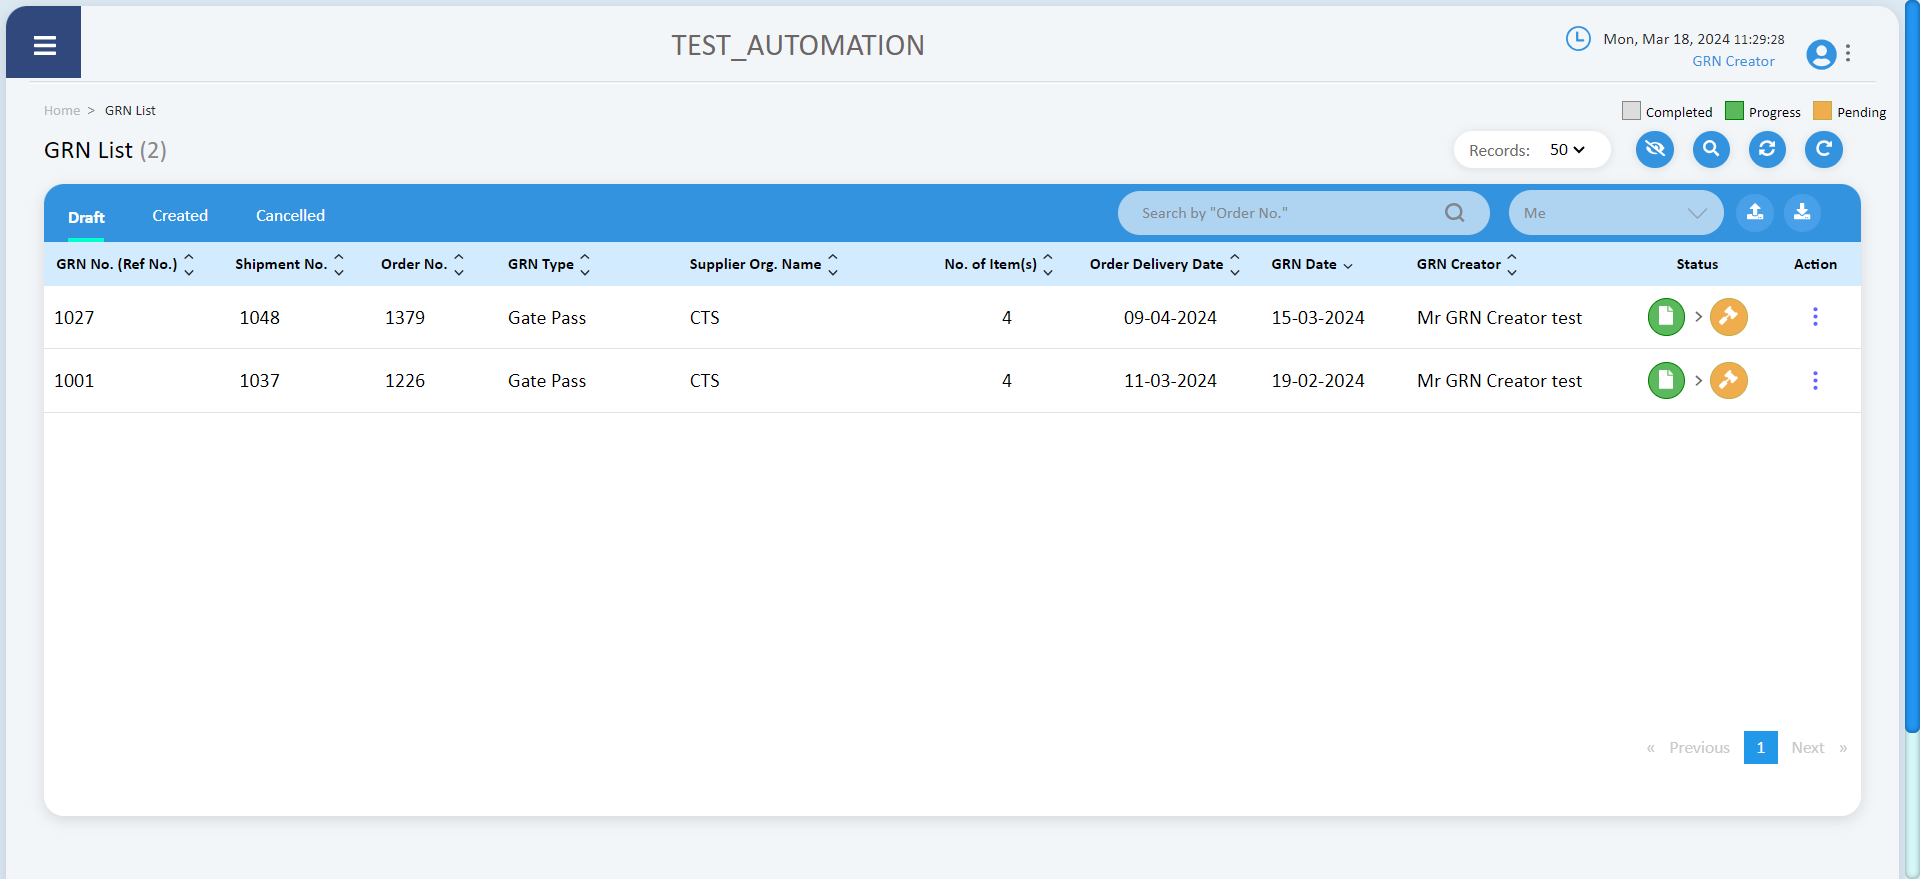 TEST_AUTOMATION
Mon, Mar 18, 2024 11:29:28
GRN Creator
Home > GRN List
Completed Progress Pending
GRN List (2)
Records: 50
Draft Created Cancelled Search by "Order No." Me
GRN No. (Ref No.) Shipment No. Order No. GRN Type Supplier Org. Name No. of Item(s) Order Delivery Date GRN Date GRN Creator Status Action
1027 1048 1379 Gate Pass CTS 4 09-04-2024 15-03-2024 Mr GRN Creator test >
1001 1037 1226 Gate Pass CTS 4 11-03-2024 19-02-2024 Mr GRN Creator test >
« Previous 1 Next »